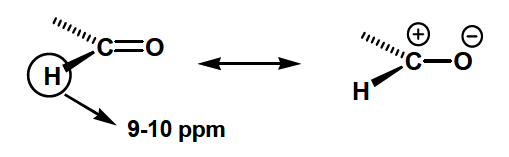 C=O
H
9-10 ppm
+ −
C—O
H